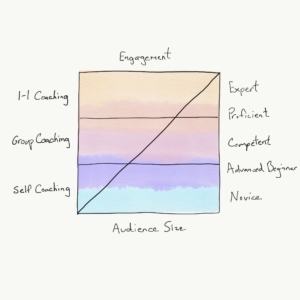 Engagement
1-1 Coaching
Expert
Proficient
Group Coaching
Competent
Advanced Beginner
Self Coaching
Novice
Audience Size